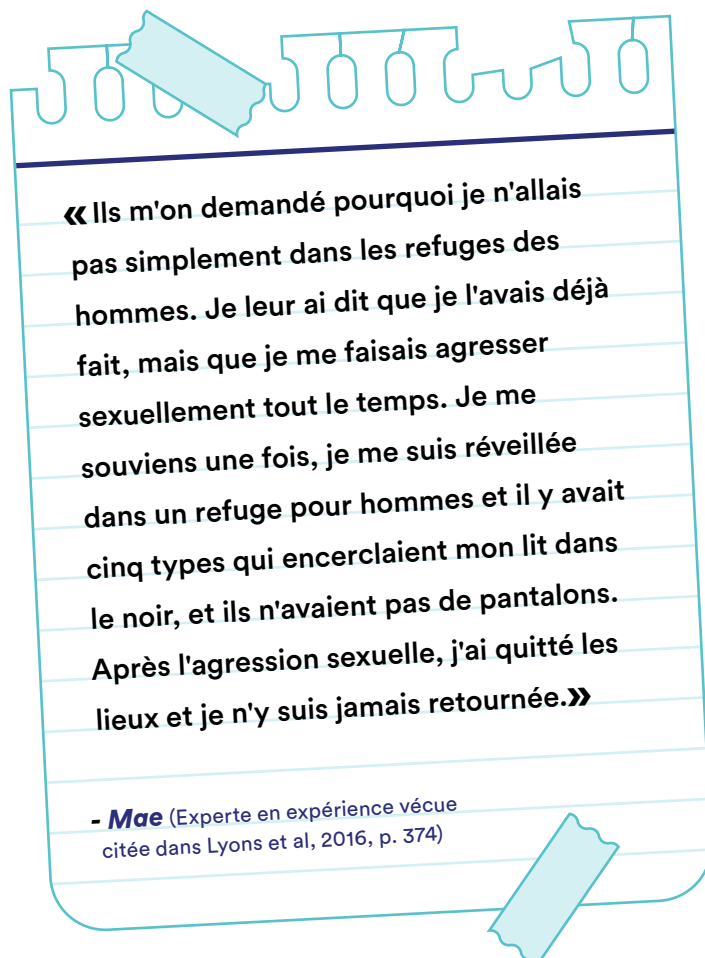 « Ils m'on demandé pourquoi je n'allais
pas simplement dans les refuges des
hommes. Je leur ai dit que je l'avais déjà
fait, mais que je me faisais agresser
sexuellement tout le temps. Je me
souviens une fois, je me suis réveillée
dans un refuge pour hommes et il y avait
cinq types qui encerclaient mon lit dans
le noir, et ils n'avaient pas de pantalons.
Après l'agression sexuelle, j'ai quitté les
lieux et je n'y suis jamais retournée.»
- Mae (Experte en expérience vécue
citée dans Lyons et al, 2016, p. 374)